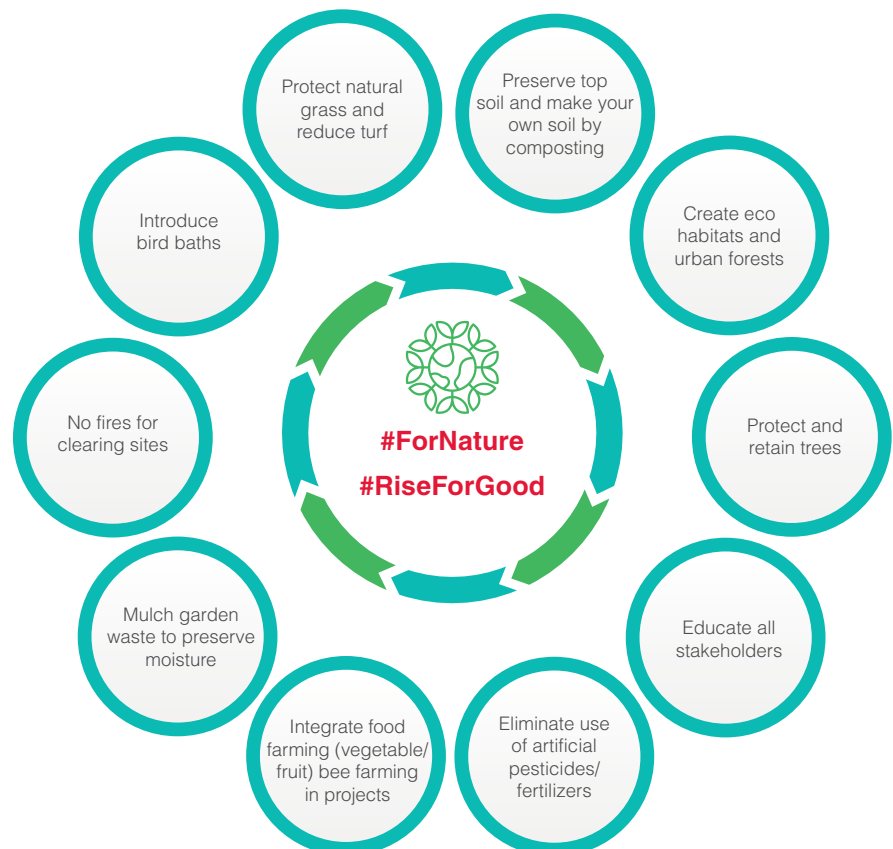 Protect natural
grass and
reduce turf
Preserve top
soil and make your
own soil by
composting
Create eco
habitats and
urban forests
Protect and
retain trees
Educate all
stakeholders
Eliminate use
of artificial
pesticides/
fertilizers
Integrate food
farming (vegetable/
fruit) bee farming
in projects
Mulch garden
waste to preserve
moisture
No fires for
clearing sites
Introduce
bird baths
#ForNature
#RiseForGood